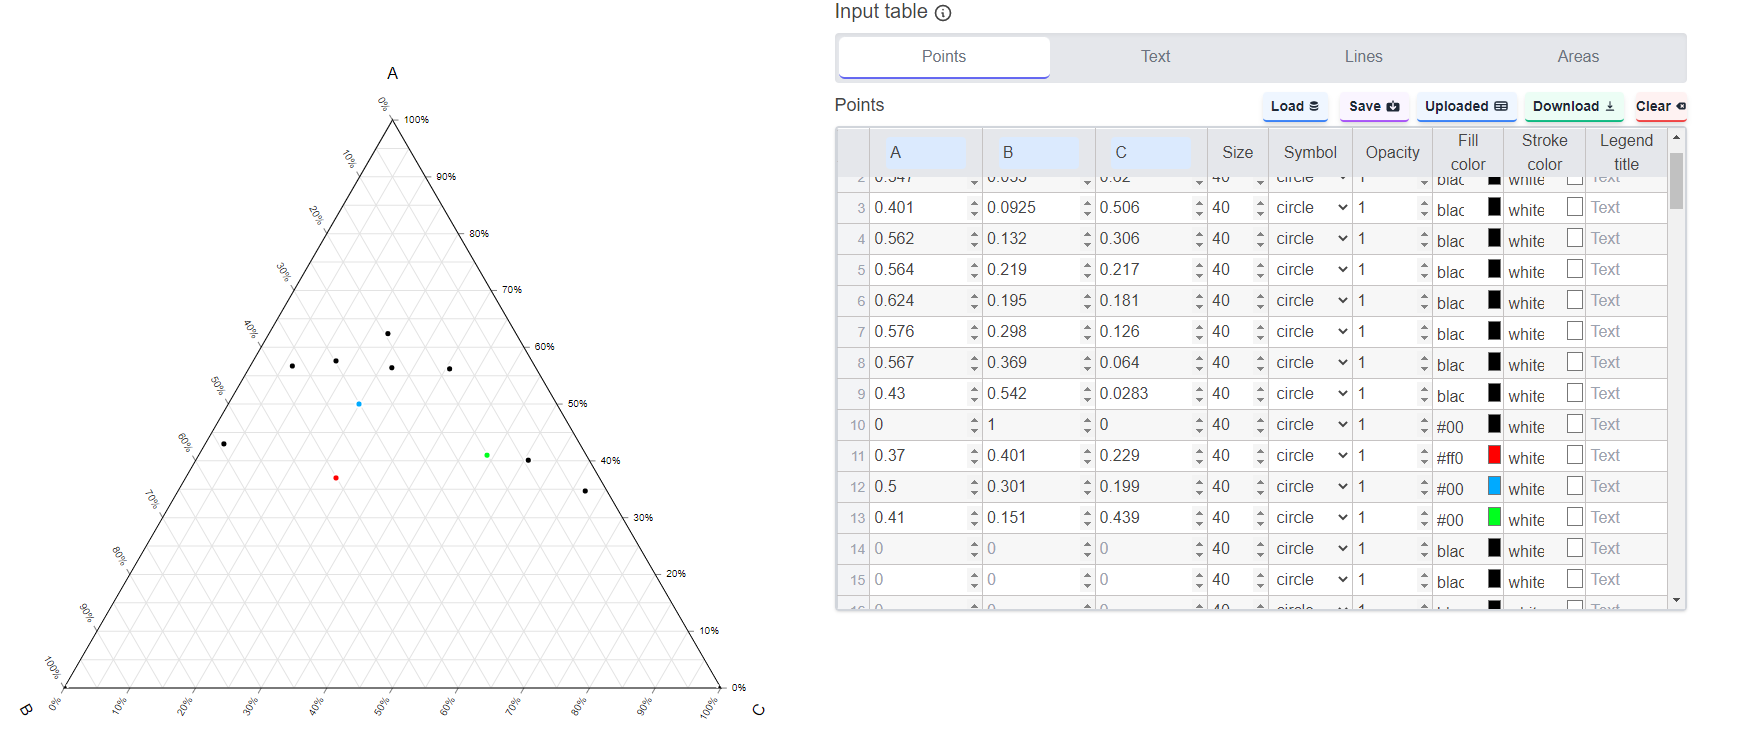 Input table
Points Text Lines Areas
Points Load Save Uploaded Download Clear
A B C Size Symbol Opacity Fill color Stroke color Legend title
2 0.347 0.62 40 circle 1 blac white Text
3 0.401 0.0925 0.506 40 circle 1 blac white Text
4 0.562 0.132 0.306 40 circle 1 blac white Text
5 0.564 0.219 0.217 40 circle 1 blac white Text
6 0.624 0.195 0.181 40 circle 1 blac white Text
7 0.576 0.298 0.126 40 circle 1 blac white Text
8 0.567 0.369 0.064 40 circle 1 blac white Text
9 0.43 0.542 0.0283 40 circle 1 blac white Text
10 0 1 0 40 circle 1 #00 white Text
11 0.37 0.401 0.229 40 circle 1 #ff0 white Text
12 0.5 0.301 0.199 40 circle 1 #00 white Text
13 0.41 0.151 0.439 40 circle 1 #00 white Text
14 0 0 0 40 circle 1 blac white Text
15 0 0 0 40 circle 1 blac white Text
A
0%
10%
20%
30%
40%
50%
60%
70%
80%
90%
100%
100%
90%
80%
70%
60%
50%
40%
30%
20%
10%
0%
B
0% 10% 20% 30% 40% 50% 60% 70% 80% 90% 100%
C